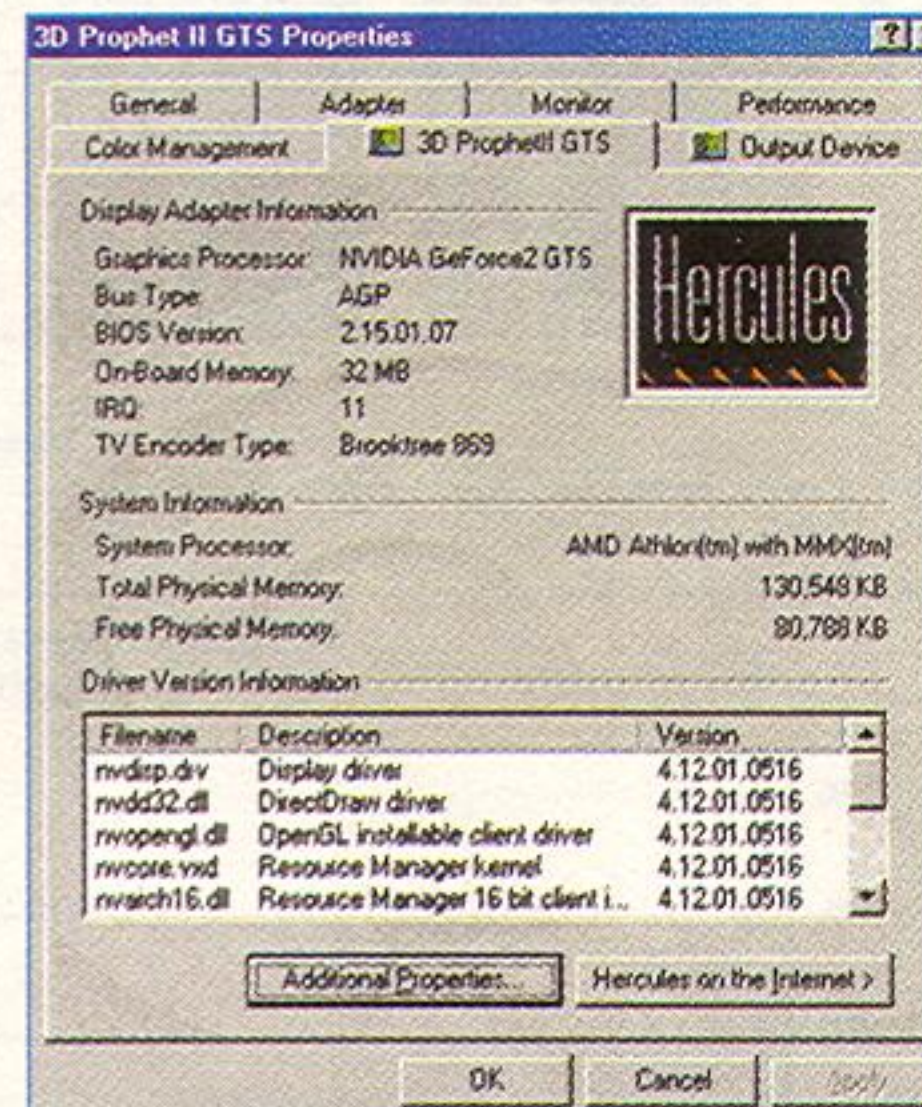 3D Prophet II GTS Properties
General Adapter Monitor Performance
Color Management 3D ProphetII GTS Output Device
Display Adapter Information
Hercules
Graphics Processor: NVIDIA GeForce2 GTS
Bus Type: AGP
BIOS Version: 2.15.01.07
On-Board Memory: 32 MB
IRQ: 11
TV Encoder Type: Brooktree 869
System Information
System Processor: AMD Athlon(tm) with MMX(tm)
Total Physical Memory: 130,548 KB
Free Physical Memory: 80,788 KB
Driver Version Information
Filename Description Version
nvdisp.drv Display driver 4.12.01.0516
nvdd32.dll DirectDraw driver 4.12.01.0516
nvopengl.dll OpenGL installable client driver 4.12.01.0516
nvcore.vxd Resource Manager kernel 4.12.01.0516
nvarch16.dll Resource Manager 16 bit client i... 4.12.01.0516
Additional Properties... Hercules on the Internet >
OK Cancel Apply